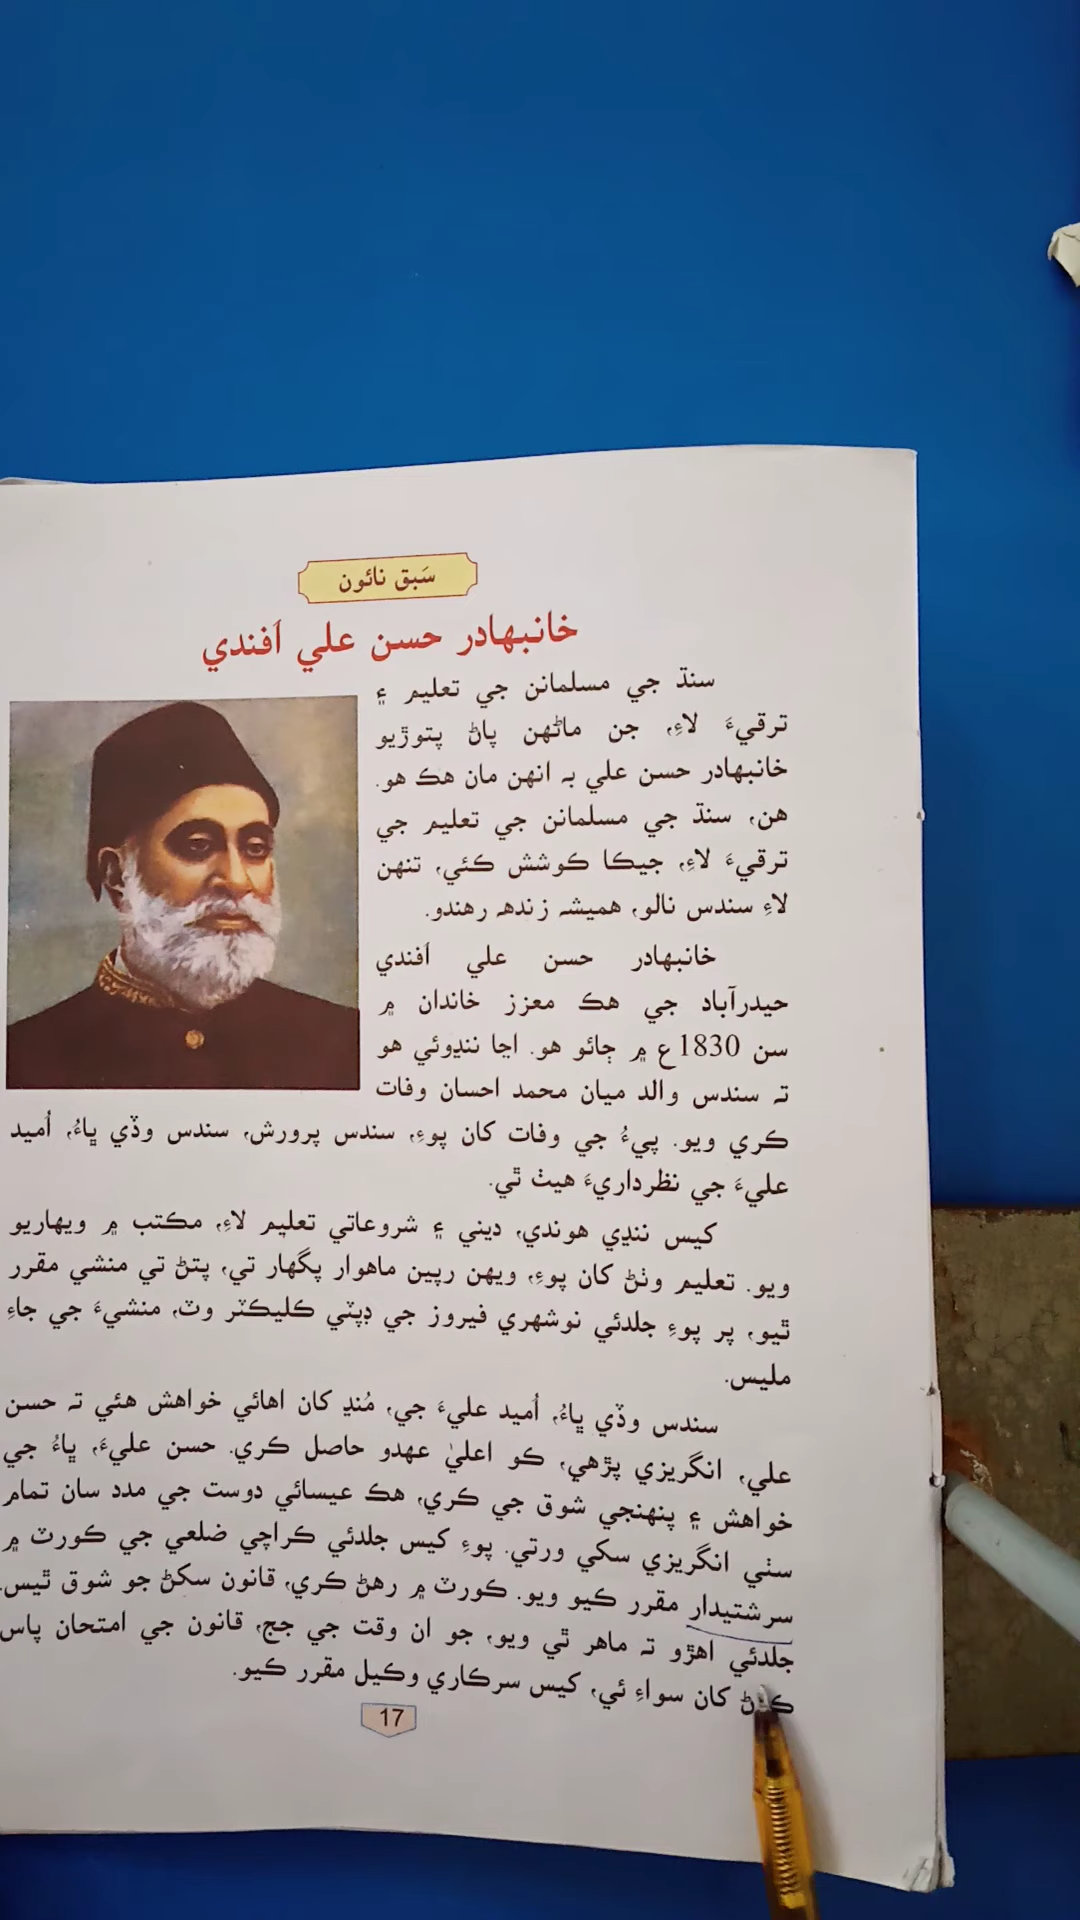 سَبق نائون
خانبهادر حسن علي اَفندي
سنڌ جي مسلمانن جي تعليم ۽
ترقيءَ لاءِ، جن ماڻهن پاڻ پتوڙيو
خانبهادر حسن علي بہ انهن مان هڪ هو.
هن، سنڌ جي مسلمانن جي تعليم جي
ترقيءَ لاءِ، جيڪا ڪوشش ڪئي، تنهن
لاءِ سندس نالو، هميشہ زندهہ رهندو.
خانبهادر حسن علي اَفندي
حيدرآباد جي هڪ معزز خاندان ۾
سن 1830ع ۾ ڄائو هو. اڃا ننڍوئي هو
تہ سندس والد ميان محمد احسان وفات
ڪري ويو. پيءُ جي وفات کان پوءِ، سندس پرورش، سندس وڏي ڀاءُ، اُميد
عليءَ جي نظرداريءَ هيٺ ٿي.
کيس ننڍي هوندي، ديني ۽ شروعاتي تعليم لاءِ، مڪتب ۾ ويهاريو
ويو. تعليم وٺڻ کان پوءِ، ويهن رپين ماهوار پگهار تي، پتڻ تي منشي مقرر
ٿيو، پر پوءِ جلدئي نوشهري فيروز جي ڊپٽي ڪليڪٽر وٽ، منشيءَ جي جاءِ
مليس.
سندس وڏي ڀاءُ، اُميد عليءَ جي، مُنڍ کان اهائي خواهش هئي تہ حسن
علي، انگريزي پڙهي، ڪو اعليٰ عهدو حاصل ڪري. حسن عليءَ، ڀاءُ جي
خواهش ۽ پنهنجي شوق جي ڪري، هڪ عيسائي دوست جي مدد سان تمام
سٺي انگريزي سکي ورتي. پوءِ کيس جلدئي ڪراچي ضلعي جي ڪورٽ ۾
سرشتيدار مقرر ڪيو ويو. ڪورٽ ۾ رهڻ ڪري، قانون سکڻ جو شوق ٿيس.
جلدئي اهڙو تہ ماهر ٿي ويو، جو ان وقت جي جج، قانون جي امتحان پاس
کان سواءِ ئي، کيس سرڪاري وڪيل مقرر ڪيو.
17